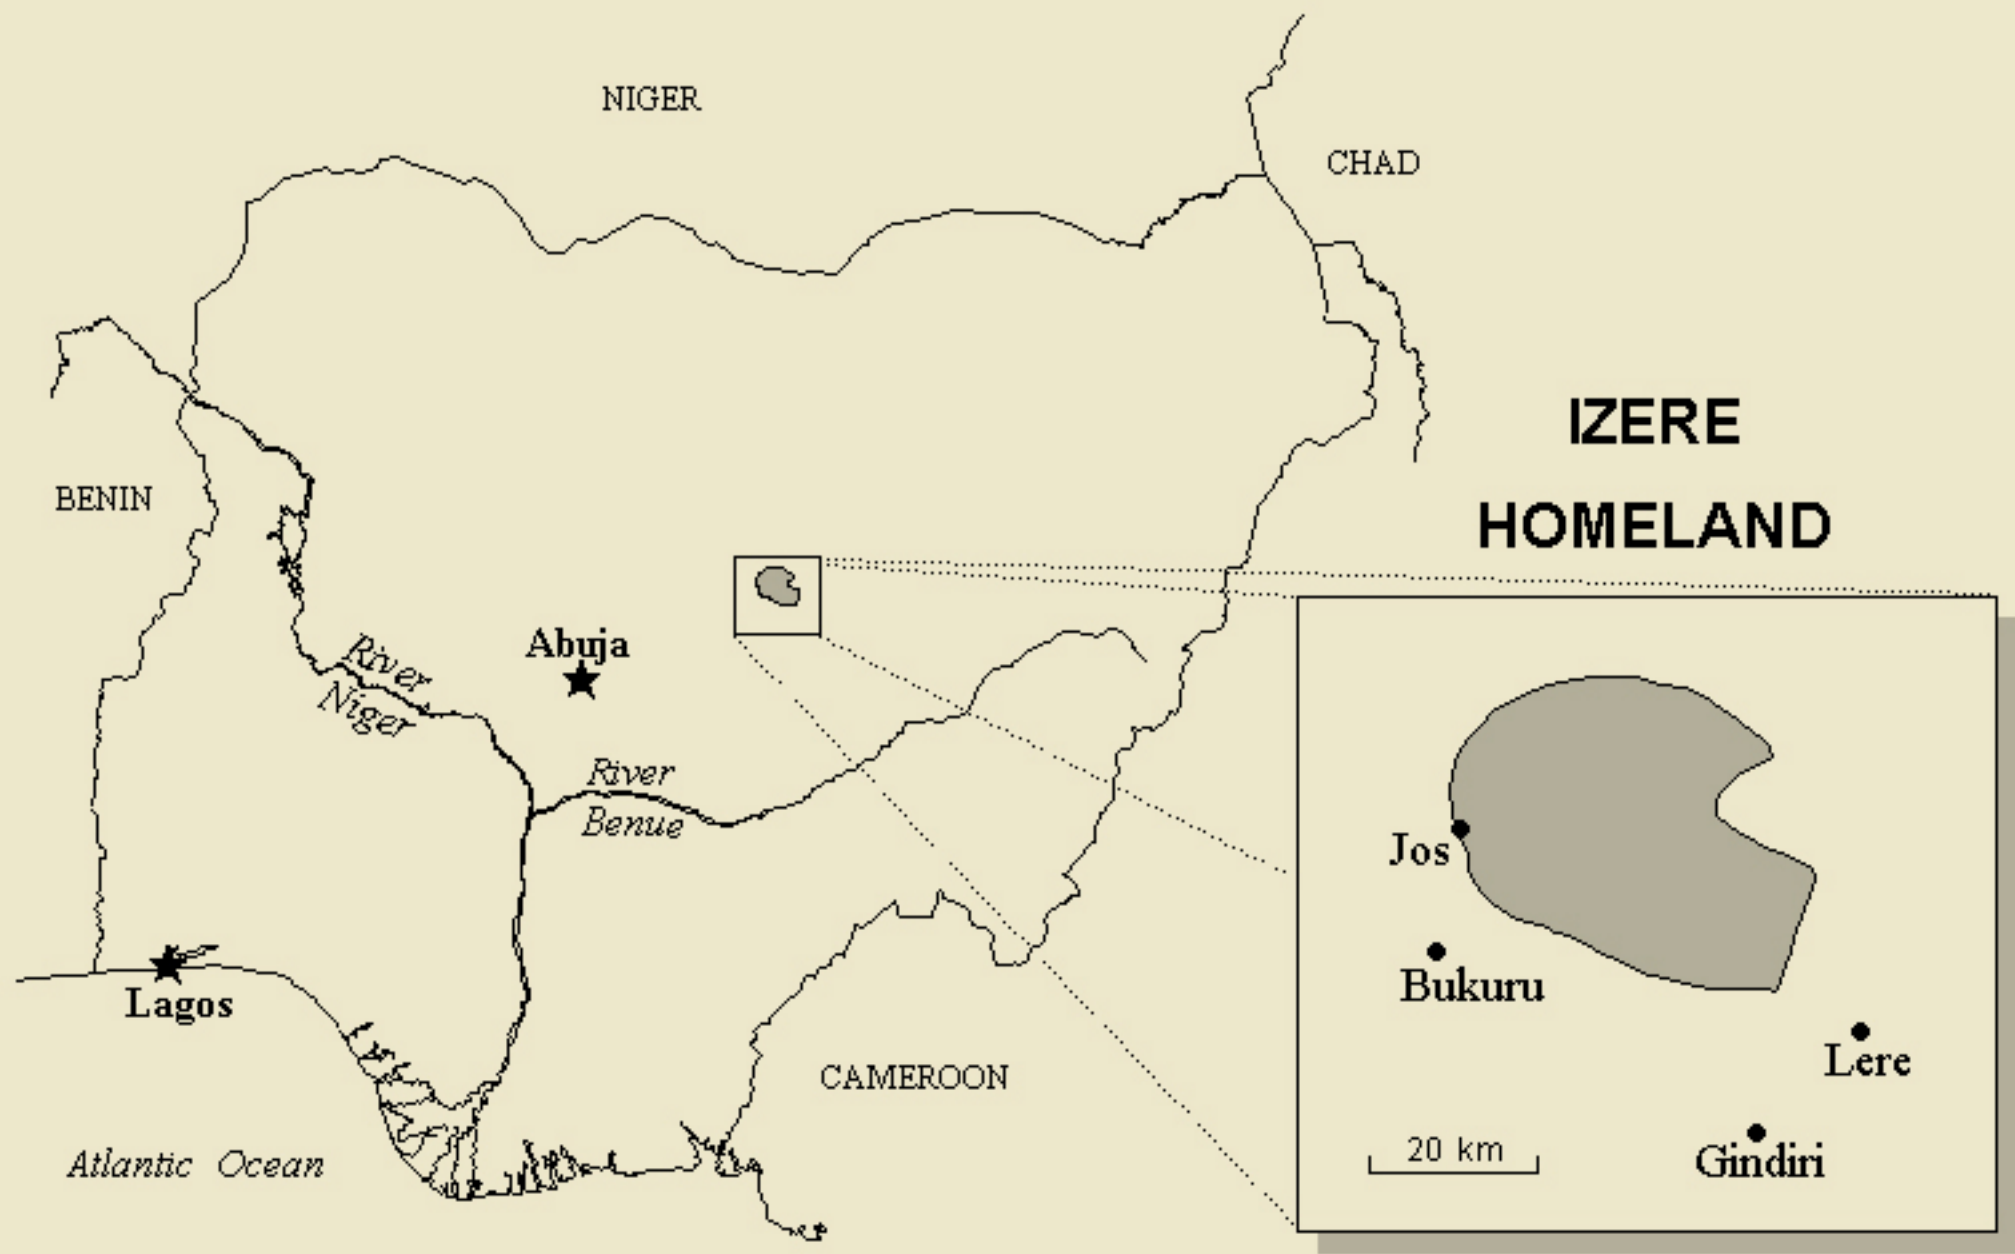 NIGER
CHAD
IZERE
HOMELAND
BENIN
Abuja
River
Niger
River
Benue
Jos
Bukuru
Lagos
Lere
CAMEROON
Gindiri
20 km
Atlantic Ocean